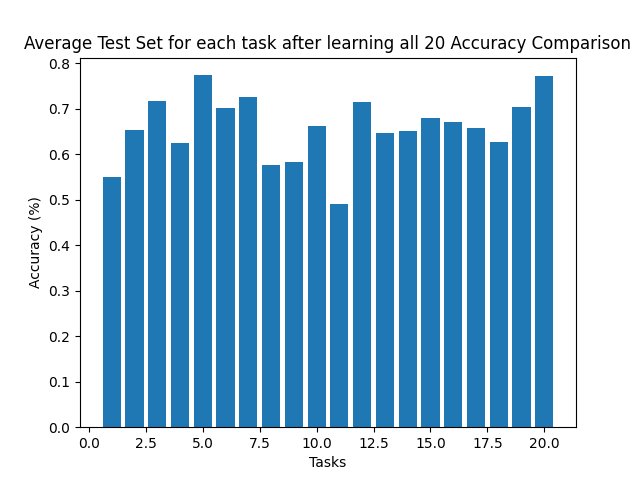 Average Test Set for each task after learning all 20 Accuracy Comparison
0.8
0.7
0.6
0.5
0.4
0.3
0.2
0.1
0.0
Accuracy (%)
0.0 2.5 5.0 7.5 10.0 12.5 15.0 17.5 20.0
Tasks